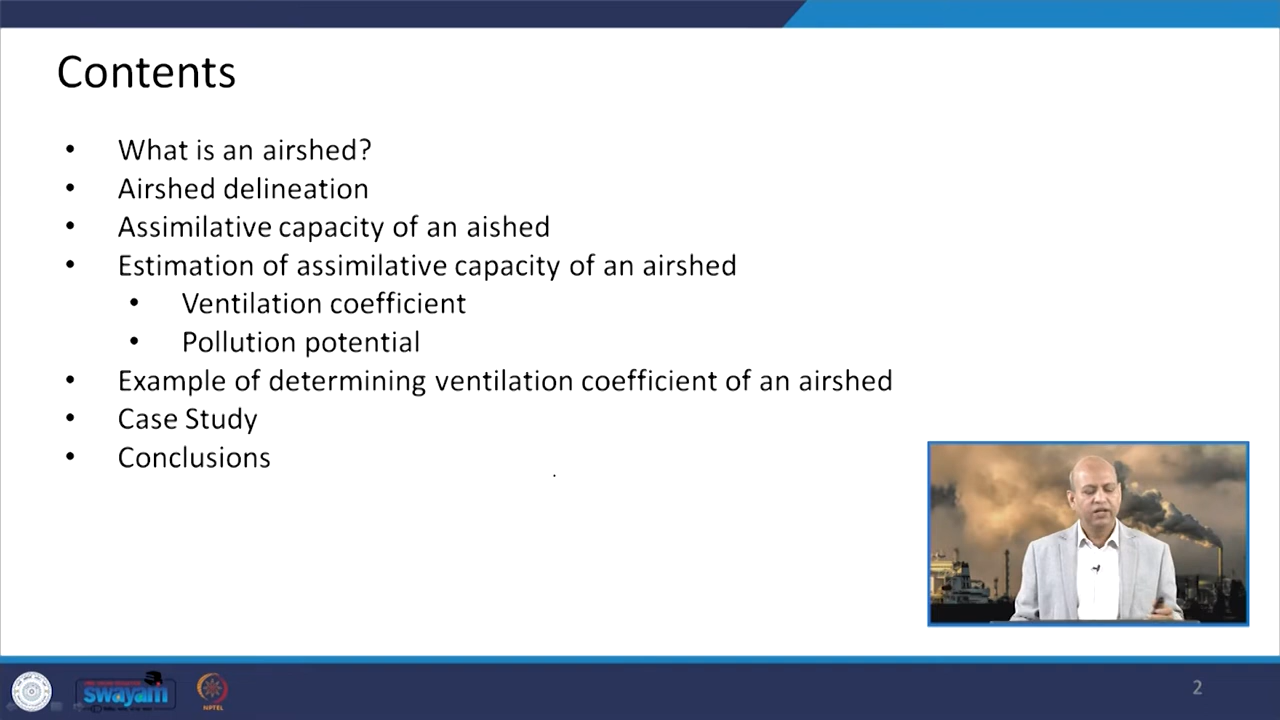 Contents
• What is an airshed?
• Airshed delineation
• Assimilative capacity of an aished
• Estimation of assimilative capacity of an airshed
• Ventilation coefficient
• Pollution potential
• Example of determining ventilation coefficient of an airshed
• Case Study
• Conclusions
swayam
NPTEL
2